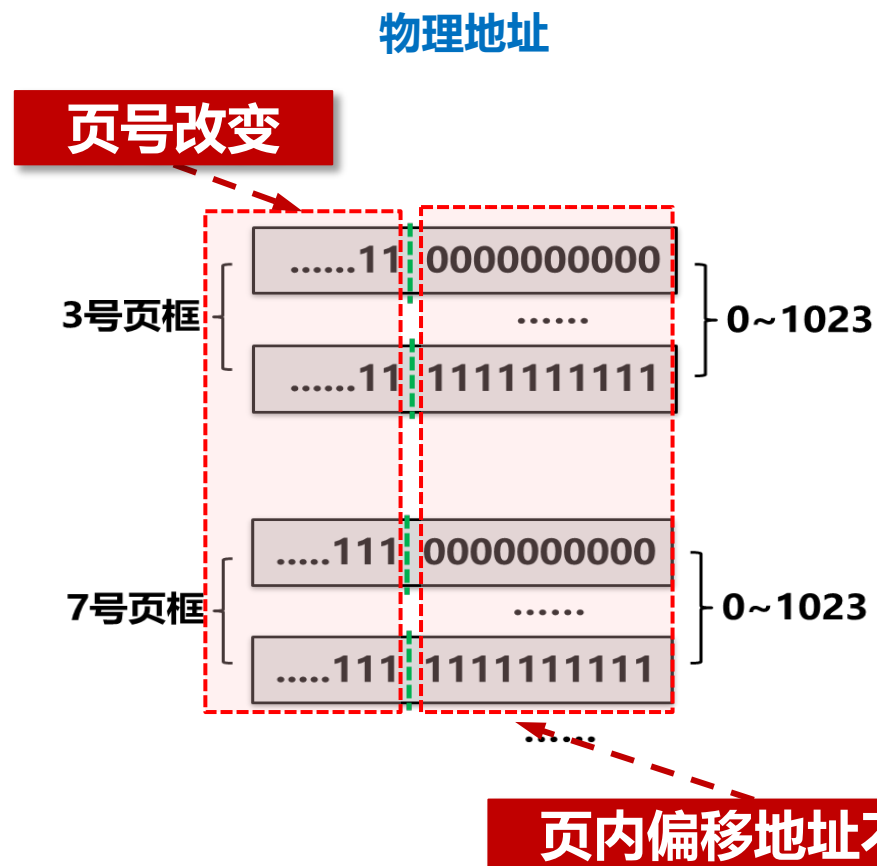 物理地址
页号改变
......11 0000000000
3号页框
......
0~1023
......11 1111111111
.....111 0000000000
7号页框
......
0~1023
.....111 1111111111
......
页内偏移地址